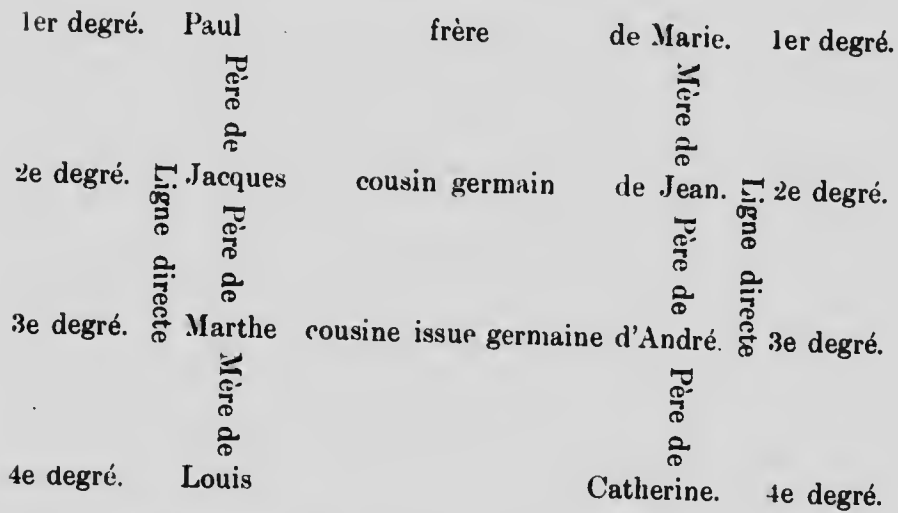 1er degré. Paul frère de Marie. 1er degré.
Père de Mère de
2e degré. Jacques cousin germain de Jean. 2e degré.
Ligne directe Père de Père de Ligne directe
3e degré. Marthe cousine issue germaine d'André. 3e degré.
Mère de Père de
4e degré. Louis Catherine. 4e degré.